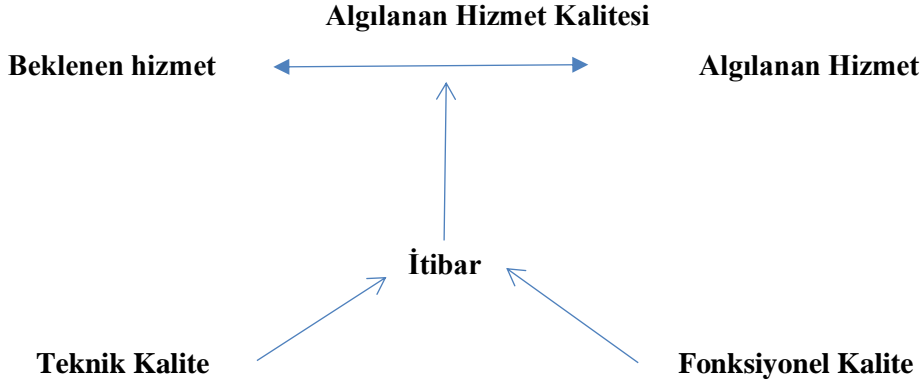 Algılanan Hizmet Kalitesi
Beklenen hizmet
Algılanan Hizmet
İtibar
Teknik Kalite
Fonksiyonel Kalite